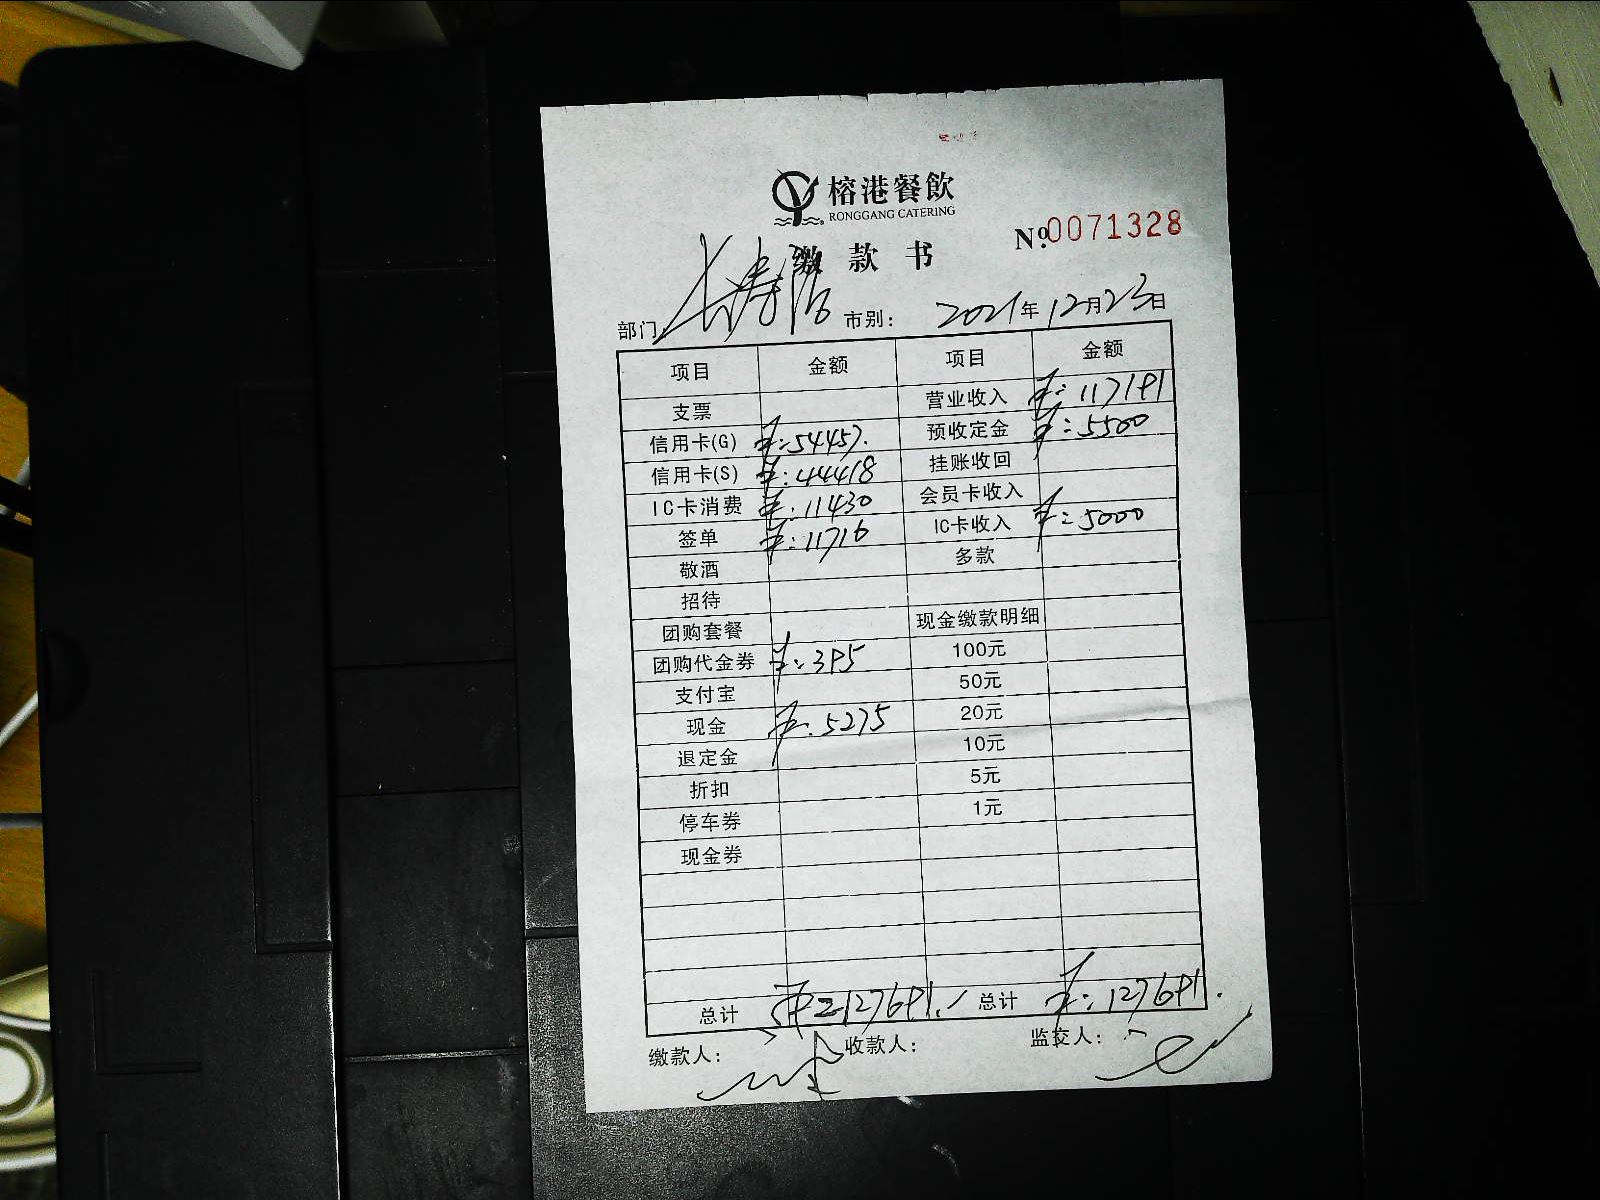 榕港餐飲
RONGGANG CATERING
缴款书
№0071328
部门: 长寿路 市别: 2021年12月23日
项目 金额 项目 金额
支票 营业收入 ¥:117191
信用卡(G) ¥:54457. 预收定金 ¥:5500
信用卡(S) ¥:44418 挂账收回
IC卡消费 ¥:11430 会员卡收入
签单 ¥:11716 IC卡收入 ¥:5000
敬酒 多款
招待
团购套餐 现金缴款明细
团购代金券 ¥:395 100元
支付宝 50元
现金 ¥:5275 20元
退定金 10元
折扣 5元
停车券 1元
现金券
总计 ¥:127691. 总计 ¥:127691.
缴款人: 收款人: 监交人: